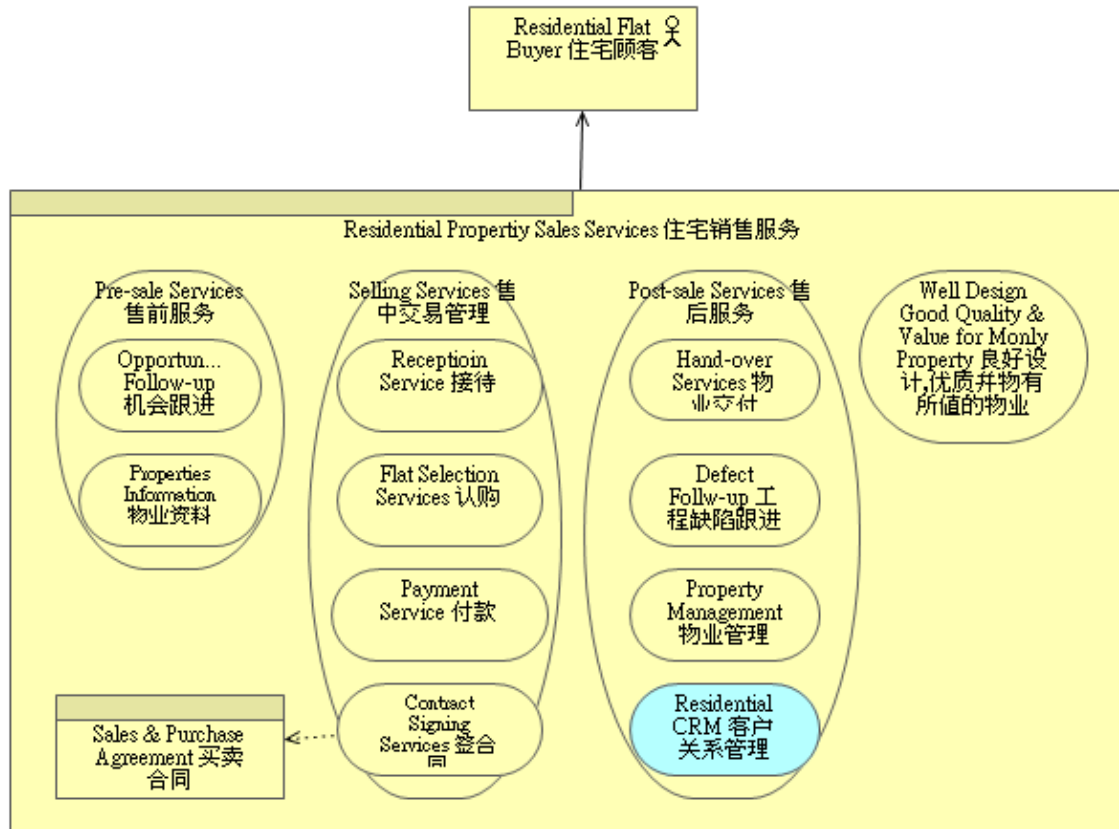 Residential Flat
Buyer 住宅顾客
Residential Propertiy Sales Services 住宅销售服务
Pre-sale Services
售前服务
Opportun...
Follow-up
机会跟进
Properties
Information
物业资料
Selling Services 售
中交易管理
Receptioin
Service 接待
Flat Selection
Services 认购
Payment
Service 付款
Contract
Signing
Services 签合
同
Post-sale Services 售
后服务
Hand-over
Services 物
业交付
Defect
Follw-up 工
程缺陷跟进
Property
Management
物业管理
Residential
CRM 客户
关系管理
Well Design
Good Quality &
Value for Monly
Property 良好设
计,优质幷物有
所值的物业
Sales & Purchase
Agreement 买卖
合同